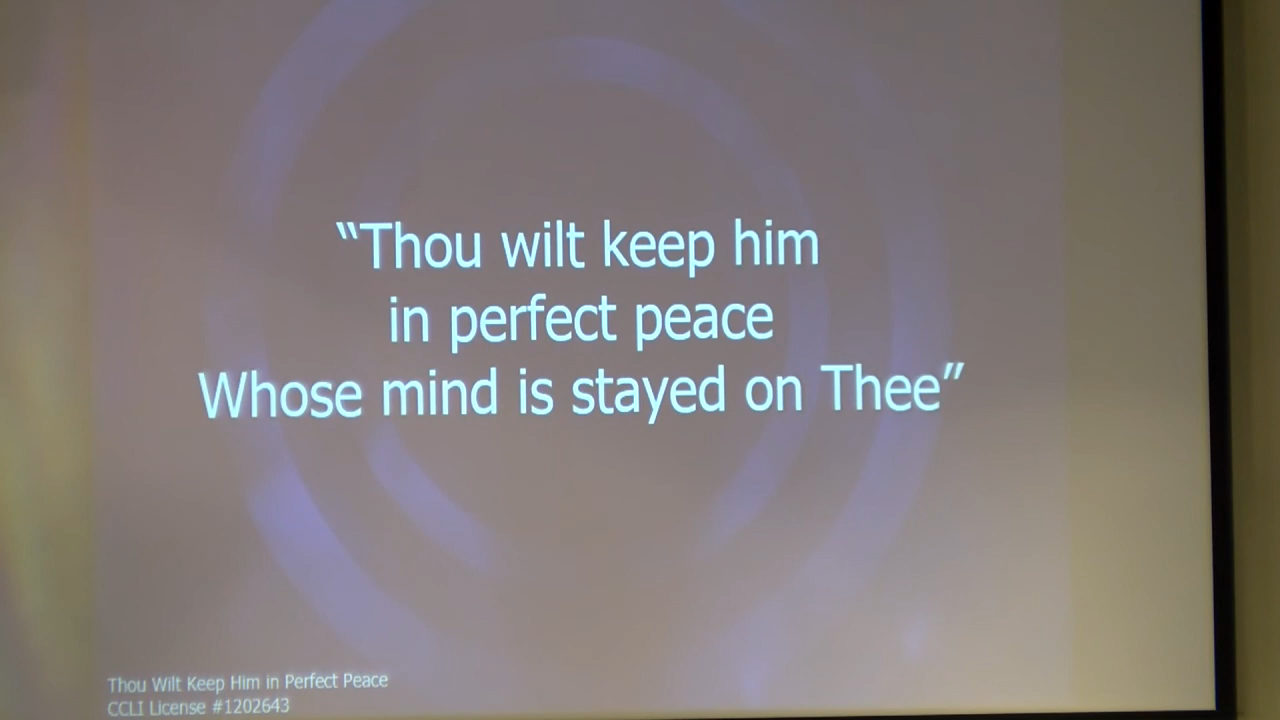 “Thou wilt keep him
in perfect peace
Whose mind is stayed on Thee”
Thou Wilt Keep Him in Perfect Peace
CCLI License #1202643